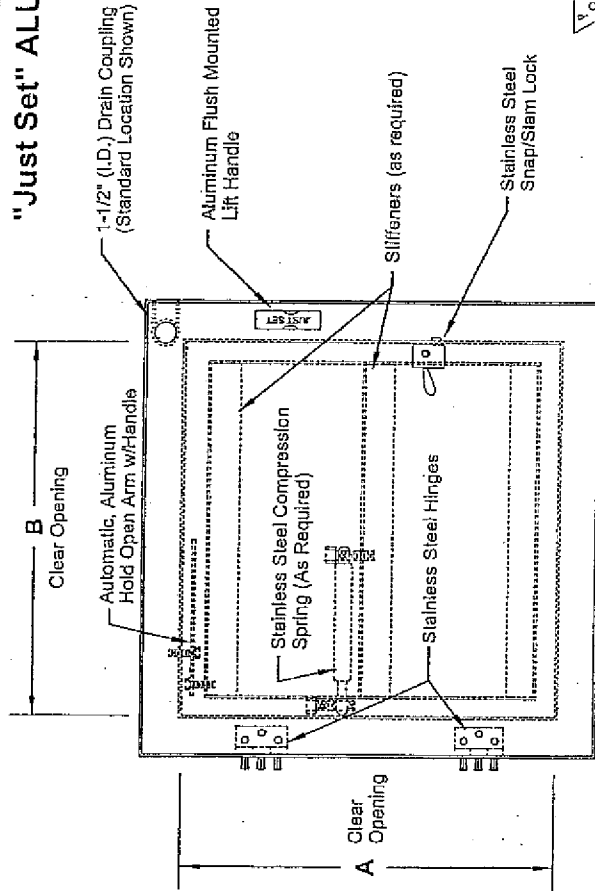 "Just Set" ALU
1-1/2" (I.D.) Drain Coupling
(Standard Location Shown)
B
Clear Opening
Automatic, Aluminum
Hold Open Arm w/Handle
Aluminum Flush Mounted
Lift Handle
JUST SET
Stiffeners (as required)
Stainless Steel Compression
Spring (As Required)
Stainless Steel
Snap/Slam Lock
Stainless Steel Hinges
Clear
Opening
A